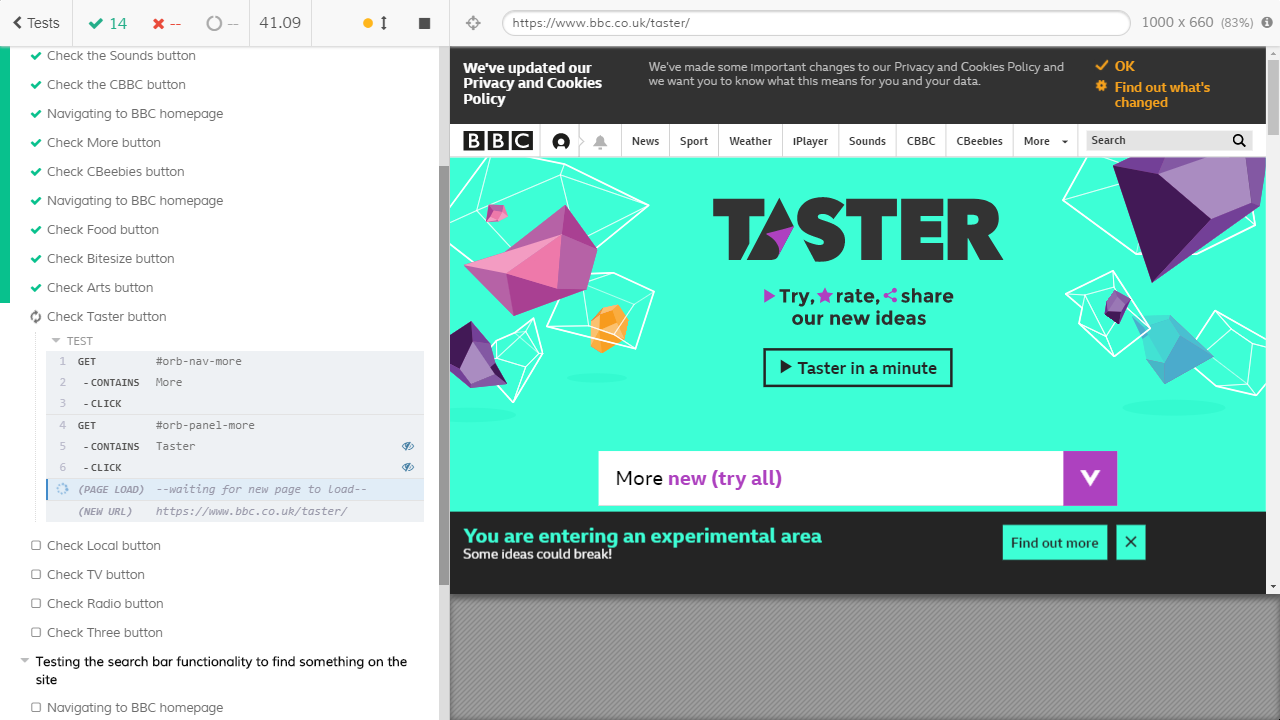 Tests
14
--
--
41.09
https://www.bbc.co.uk/taster/
1000 x 660 (83%)
Check the Sounds button
Check the CBBC button
Navigating to BBC homepage
Check More button
Check CBeebies button
Navigating to BBC homepage
Check Food button
Check Bitesize button
Check Arts button
Check Taster button
TEST
1 GET #orb-nav-more
2 - CONTAINS More
3 - CLICK
4 GET #orb-panel-more
5 - CONTAINS Taster
6 - CLICK
(PAGE LOAD) --waiting for new page to load--
(NEW URL) https://www.bbc.co.uk/taster/
Check Local button
Check TV button
Check Radio button
Check Three button
Testing the search bar functionality to find something on the
site
Navigating to BBC homepage
We've updated our
Privacy and Cookies
Policy
We've made some important changes to our Privacy and Cookies Policy and
we want you to know what this means for you and your data.
OK
Find out what's
changed
BBC
News
Sport
Weather
iPlayer
Sounds
CBBC
CBeebies
More
Search
TASTER
Try, rate, share
our new ideas
Taster in a minute
More new (try all)
You are entering an experimental area
Some ideas could break!
Find out more